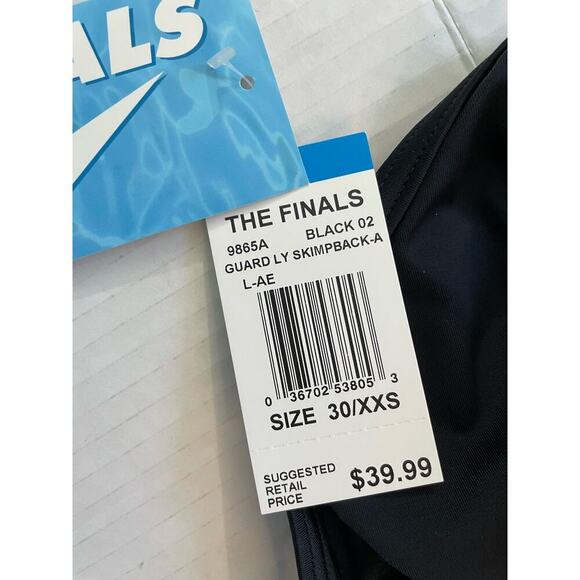 ALS
THE FINALS
9865A BLACK 02
GUARD LY SKIMPBACK-A
L-AE
0 36702 53805 3
SIZE 30/XXS
SUGGESTED
RETAIL
PRICE
$39.99